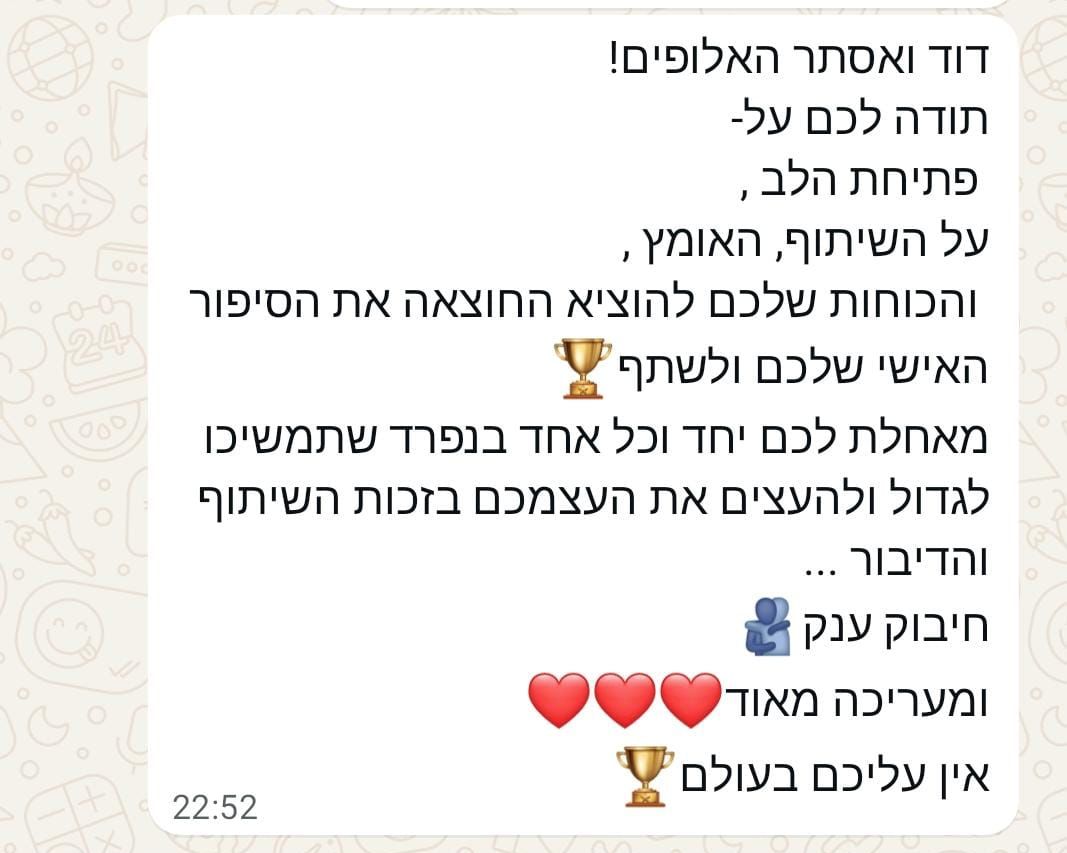 דוד ואסתר האלופים!
תודה לכם על-
פתיחת הלב ,
על השיתוף, האומץ ,
והכוחות שלכם להוציא החוצאה את הסיפור
האישי שלכם ולשתף🏆
מאחלת לכם יחד וכל אחד בנפרד שתמשיכו
לגדול ולהעצים את העצמכם בזכות השיתוף
והדיבור ...
חיבוק ענק🫂
ומעריכה מאוד❤️❤️❤️
אין עליכם בעולם🏆
22:52